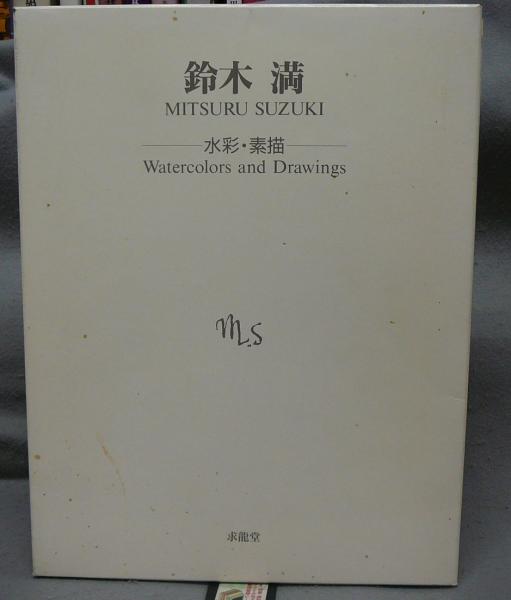 鈴木 満
MITSURU SUZUKI
水彩・素描
Watercolors and Drawings
M.S
求龍堂